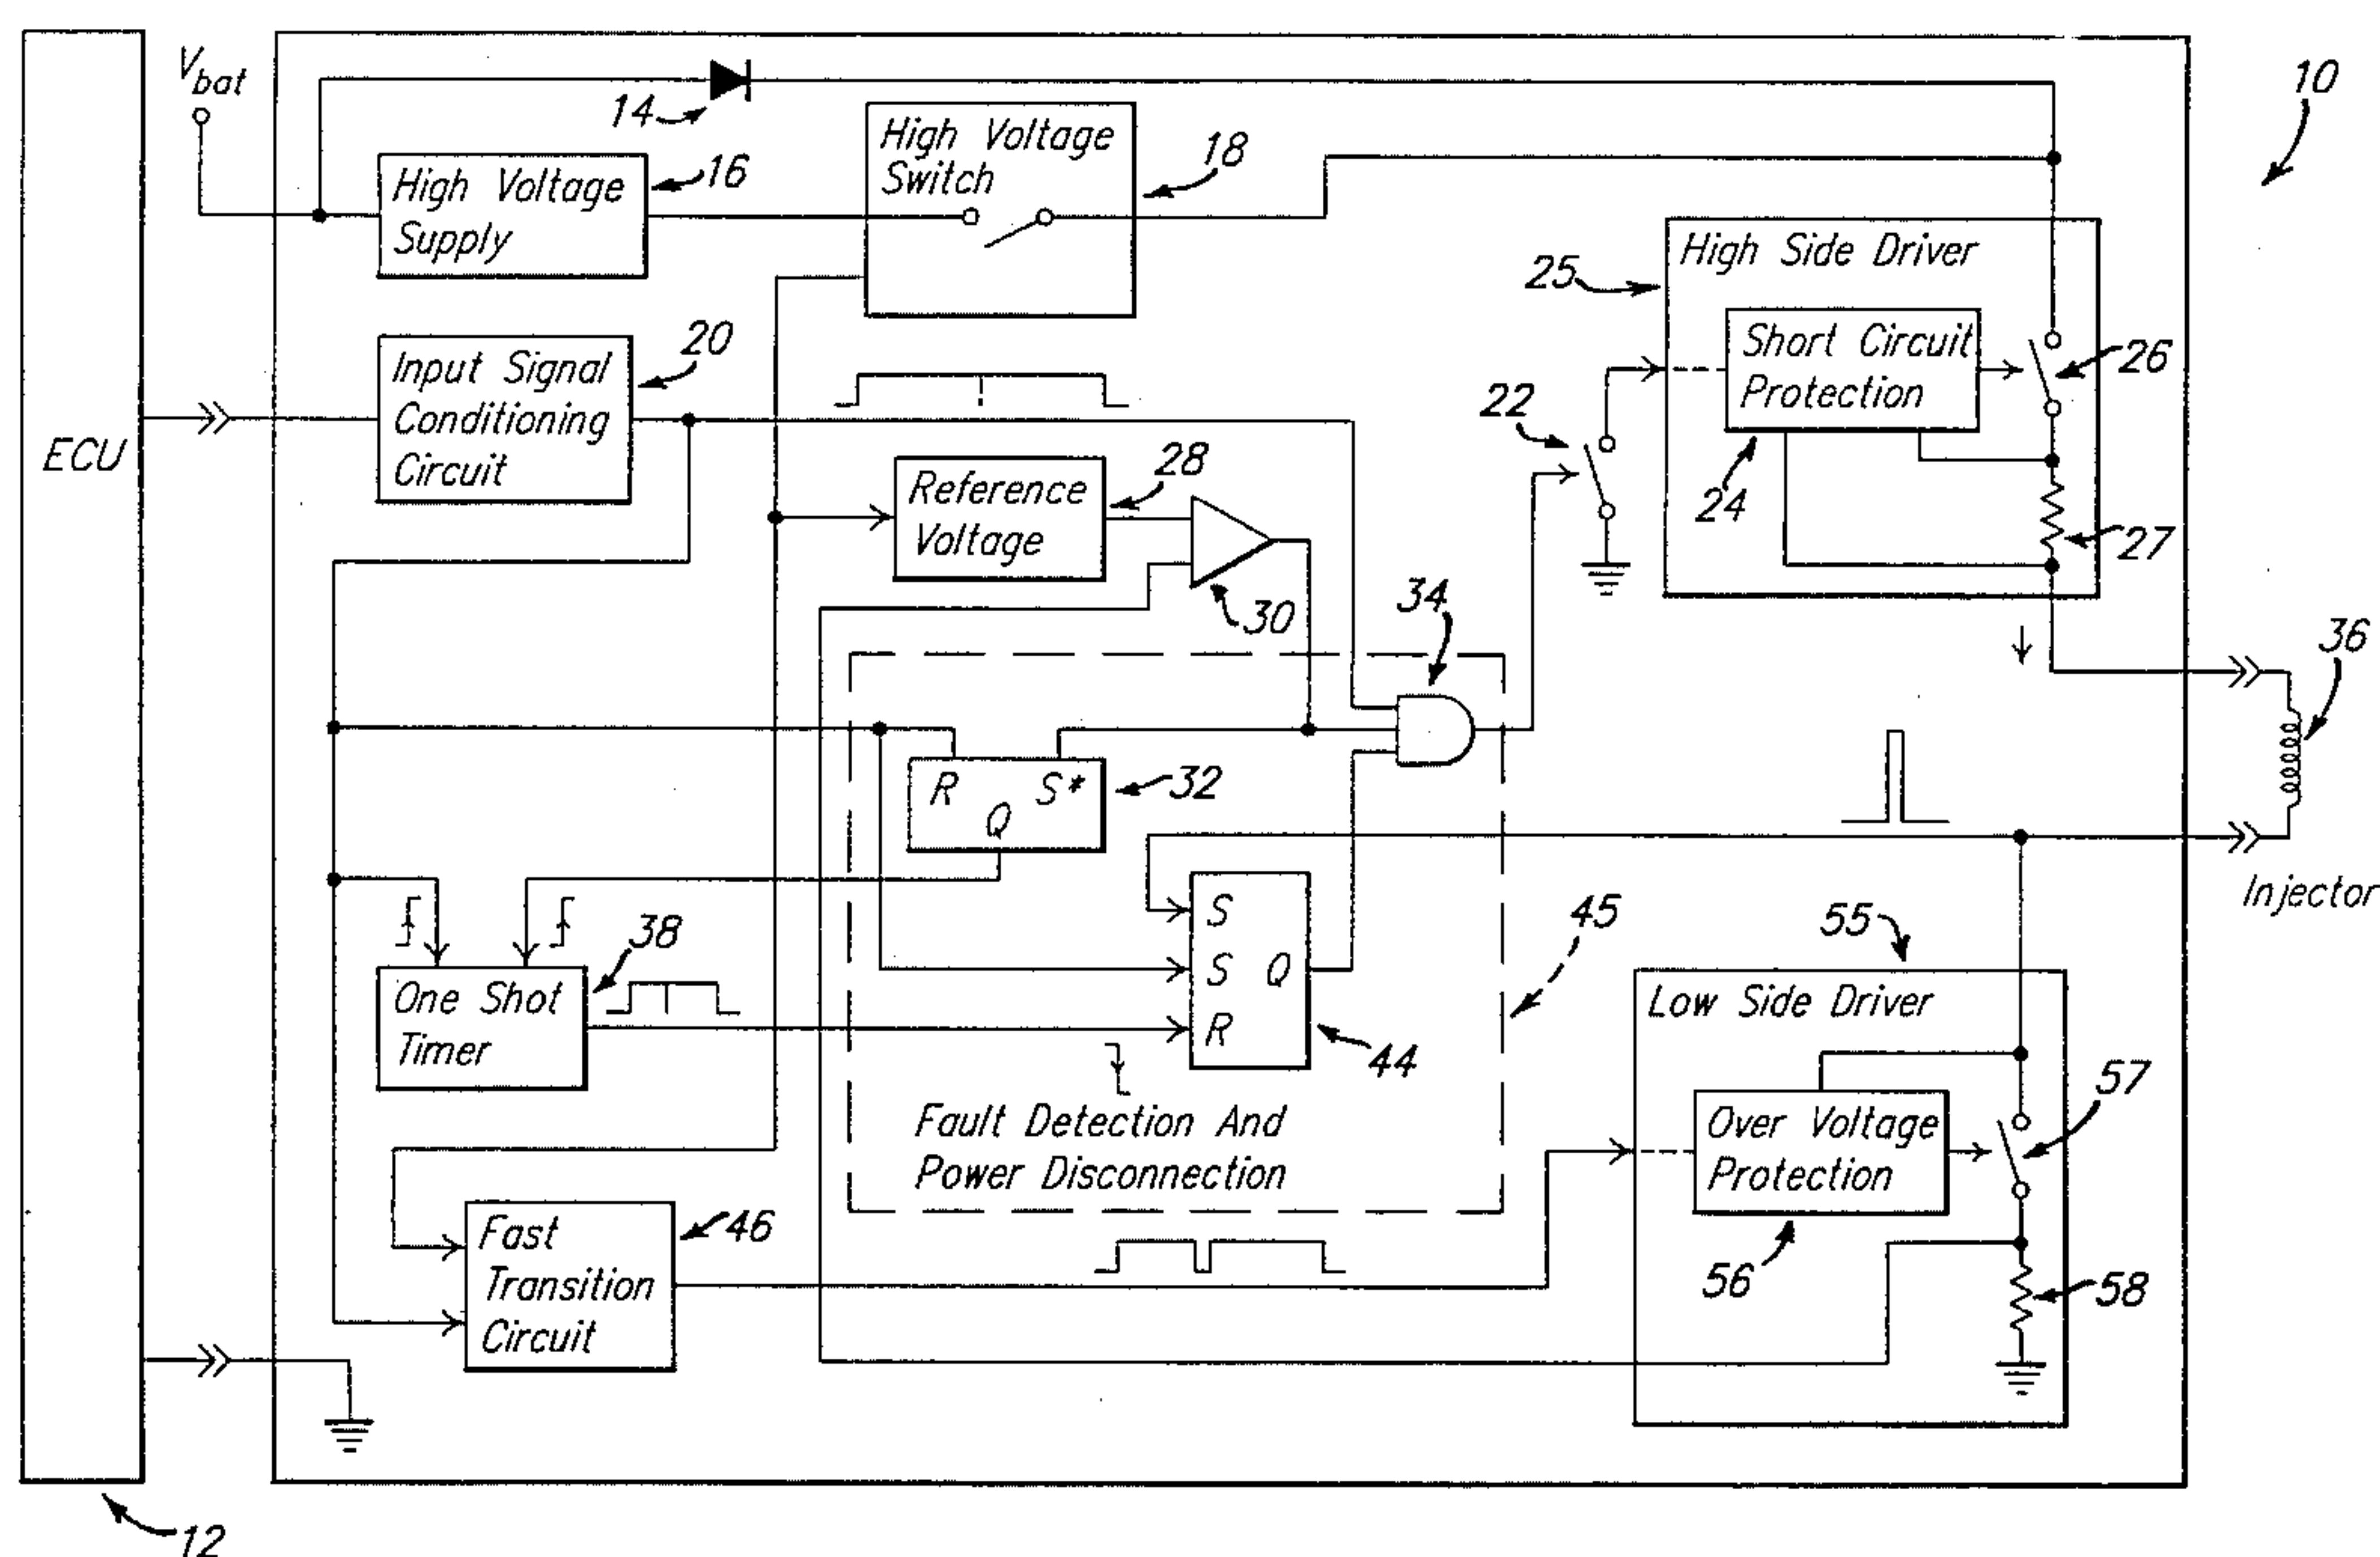 V bat
14
10
High Voltage
Switch
18
High Voltage
Supply
16
25
High Side Driver
Input Signal
Conditioning
Circuit
20
Short Circuit
Protection
26
22
24
27
ECU
Reference
Voltage
28
30
34
36
R
S*
Q
32
Injector
S
S
R
Q
44
45
55
One Shot
Timer
38
Low Side Driver
57
Fault Detection And
Power Disconnection
Over Voltage
Protection
56
58
Fast
Transition
Circuit
46
12